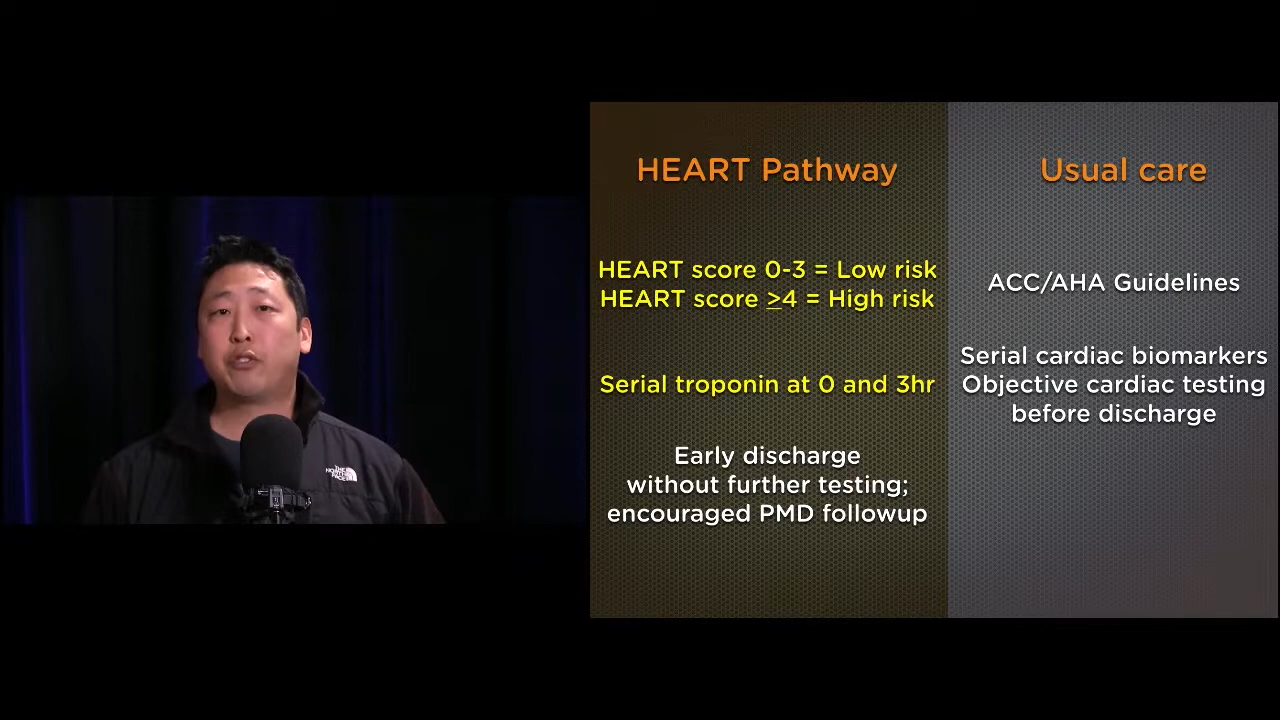 HEART Pathway
HEART score 0-3 = Low risk
HEART score ≥4 = High risk
Serial troponin at 0 and 3hr
Early discharge
without further testing;
encouraged PMD followup
Usual care
ACC/AHA Guidelines
Serial cardiac biomarkers
Objective cardiac testing
before discharge
THE
NORTH
FACE